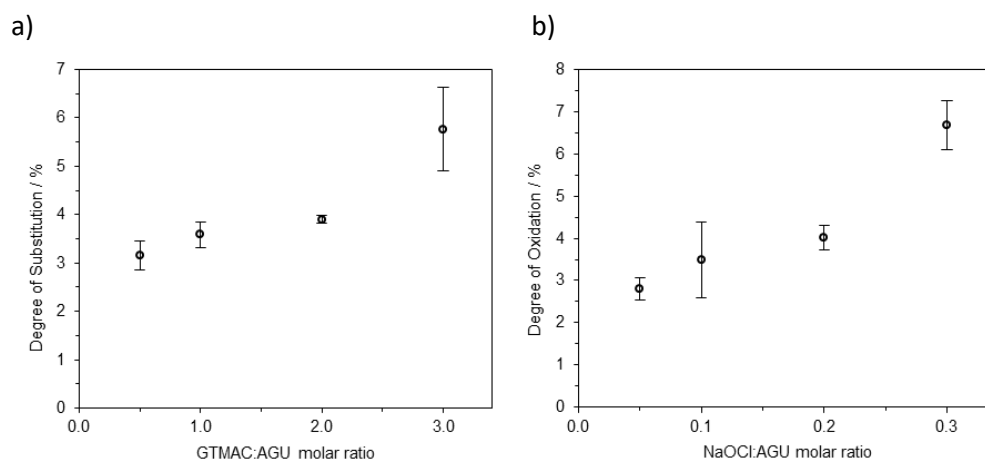 a)
7
6
5
4
3
2
1
0
0.0 1.0 2.0 3.0
Degree of Substitution / %
GTMAC:AGU molar ratio
b)
8
7
6
5
4
3
2
1
0
0.0 0.1 0.2 0.3
Degree of Oxidation / %
NaOCl:AGU molar ratio